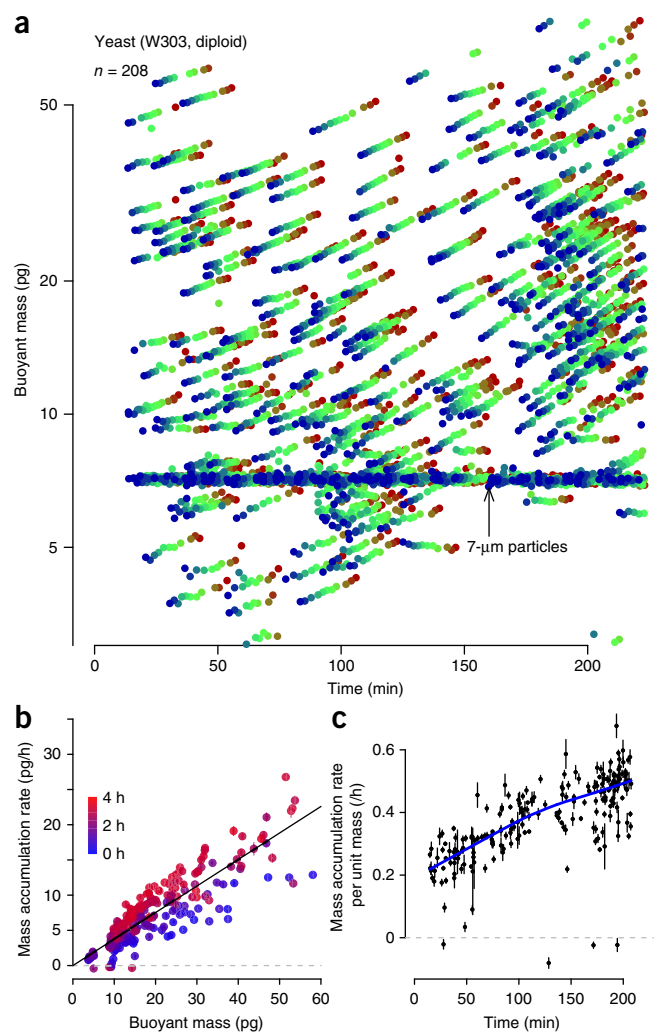 a
Yeast (W303, diploid)
n = 208
50
20
10
5
Buoyant mass (pg)
7-µm particles
0 50 100 150 200
Time (min)
b
35
30
25
20
15
10
5
0
Mass accumulation rate (pg/h)
4 h
2 h
0 h
0 10 20 30 40 50 60
Buoyant mass (pg)
c
0.6
0.4
0.2
0
Mass accumulation rate
per unit mass (/h)
0 50 100 150 200
Time (min)